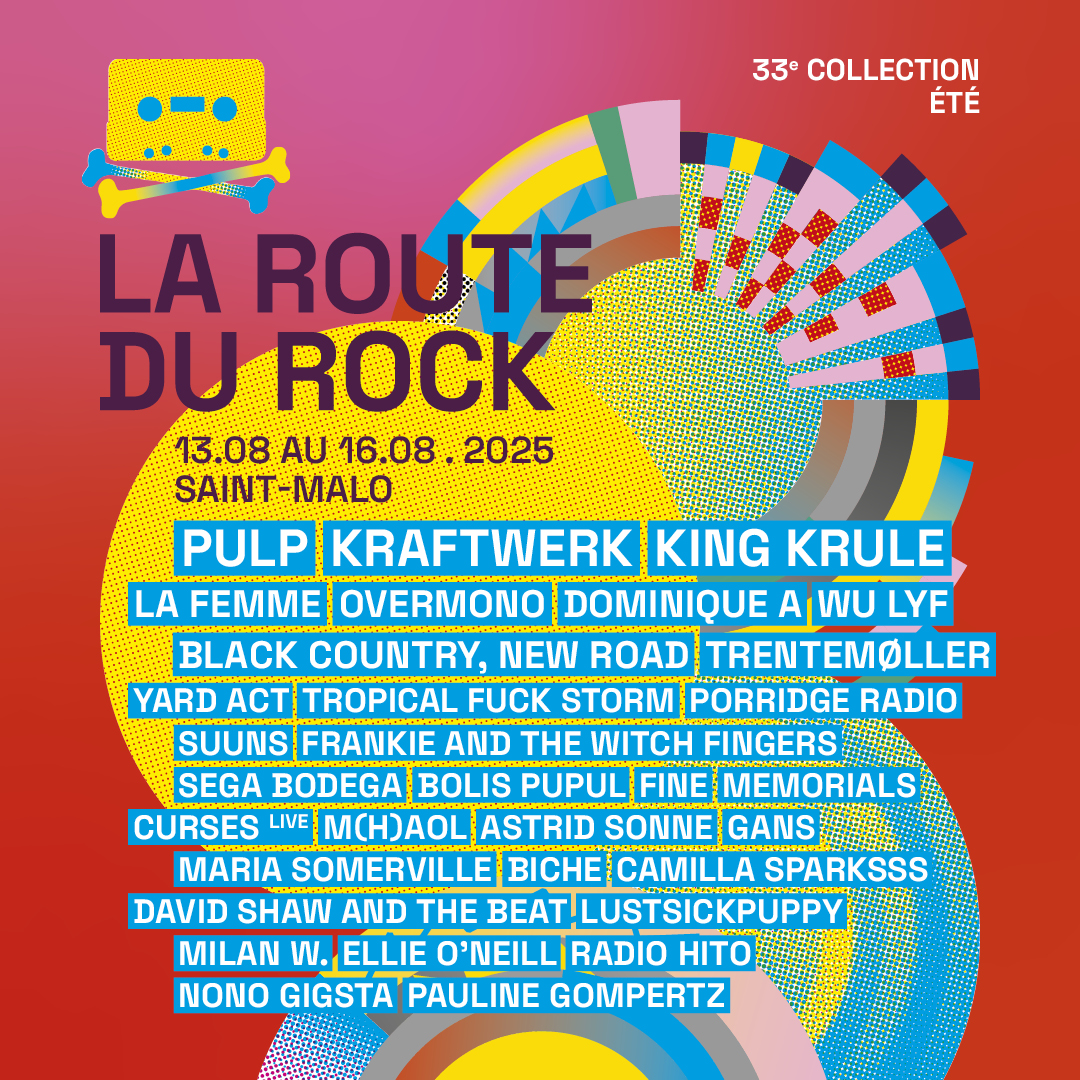 33e COLLECTION
ÉTÉ
LA ROUTE
DU ROCK
13.08 AU 16.08 . 2025
SAINT-MALO
PULP KRAFTWERK KING KRULE
LA FEMME OVERMONO DOMINIQUE A WU LYF
BLACK COUNTRY, NEW ROAD TRENTEMØLLER
YARD ACT TROPICAL FUCK STORM PORRIDGE RADIO
SUUNS FRANKIE AND THE WITCH FINGERS
SEGA BODEGA BOLIS PUPUL FINE MEMORIALS
CURSES LIVE M(H)AOL ASTRID SONNE GANS
MARIA SOMERVILLE BICHE CAMILLA SPARKSSS
DAVID SHAW AND THE BEAT LUSTSICKPUPPY
MILAN W. ELLIE O’NEILL RADIO HITO
NONO GIGSTA PAULINE GOMPERTZ